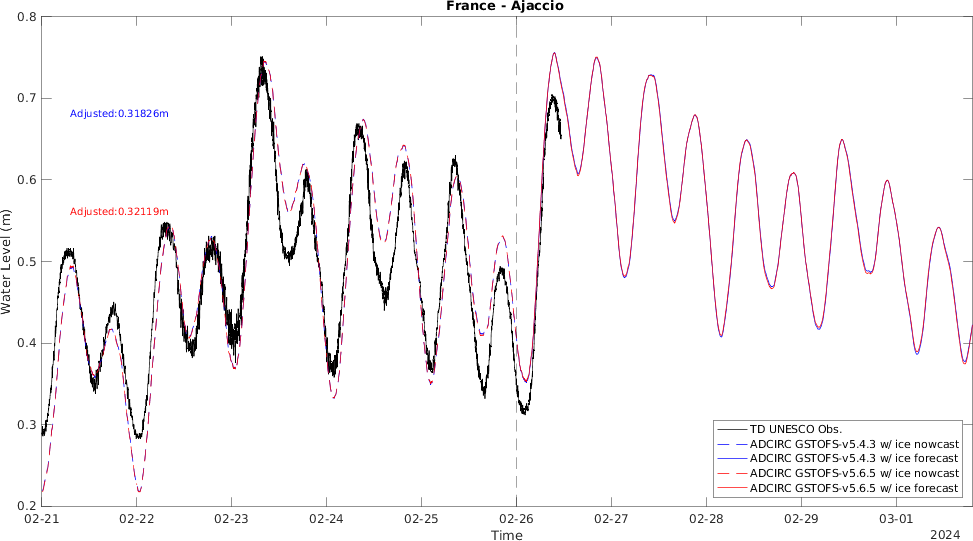 France - Ajaccio
0.8
0.7
0.6
0.5
0.4
0.3
0.2
Water Level (m)
Adjusted:0.31826m
Adjusted:0.32119m
TD UNESCO Obs.
ADCIRC GSTOFS-v5.4.3 w/ ice nowcast
ADCIRC GSTOFS-v5.4.3 w/ ice forecast
ADCIRC GSTOFS-v5.6.5 w/ ice nowcast
ADCIRC GSTOFS-v5.6.5 w/ ice forecast
02-21 02-22 02-23 02-24 02-25 02-26 02-27 02-28 02-29 03-01
Time
2024